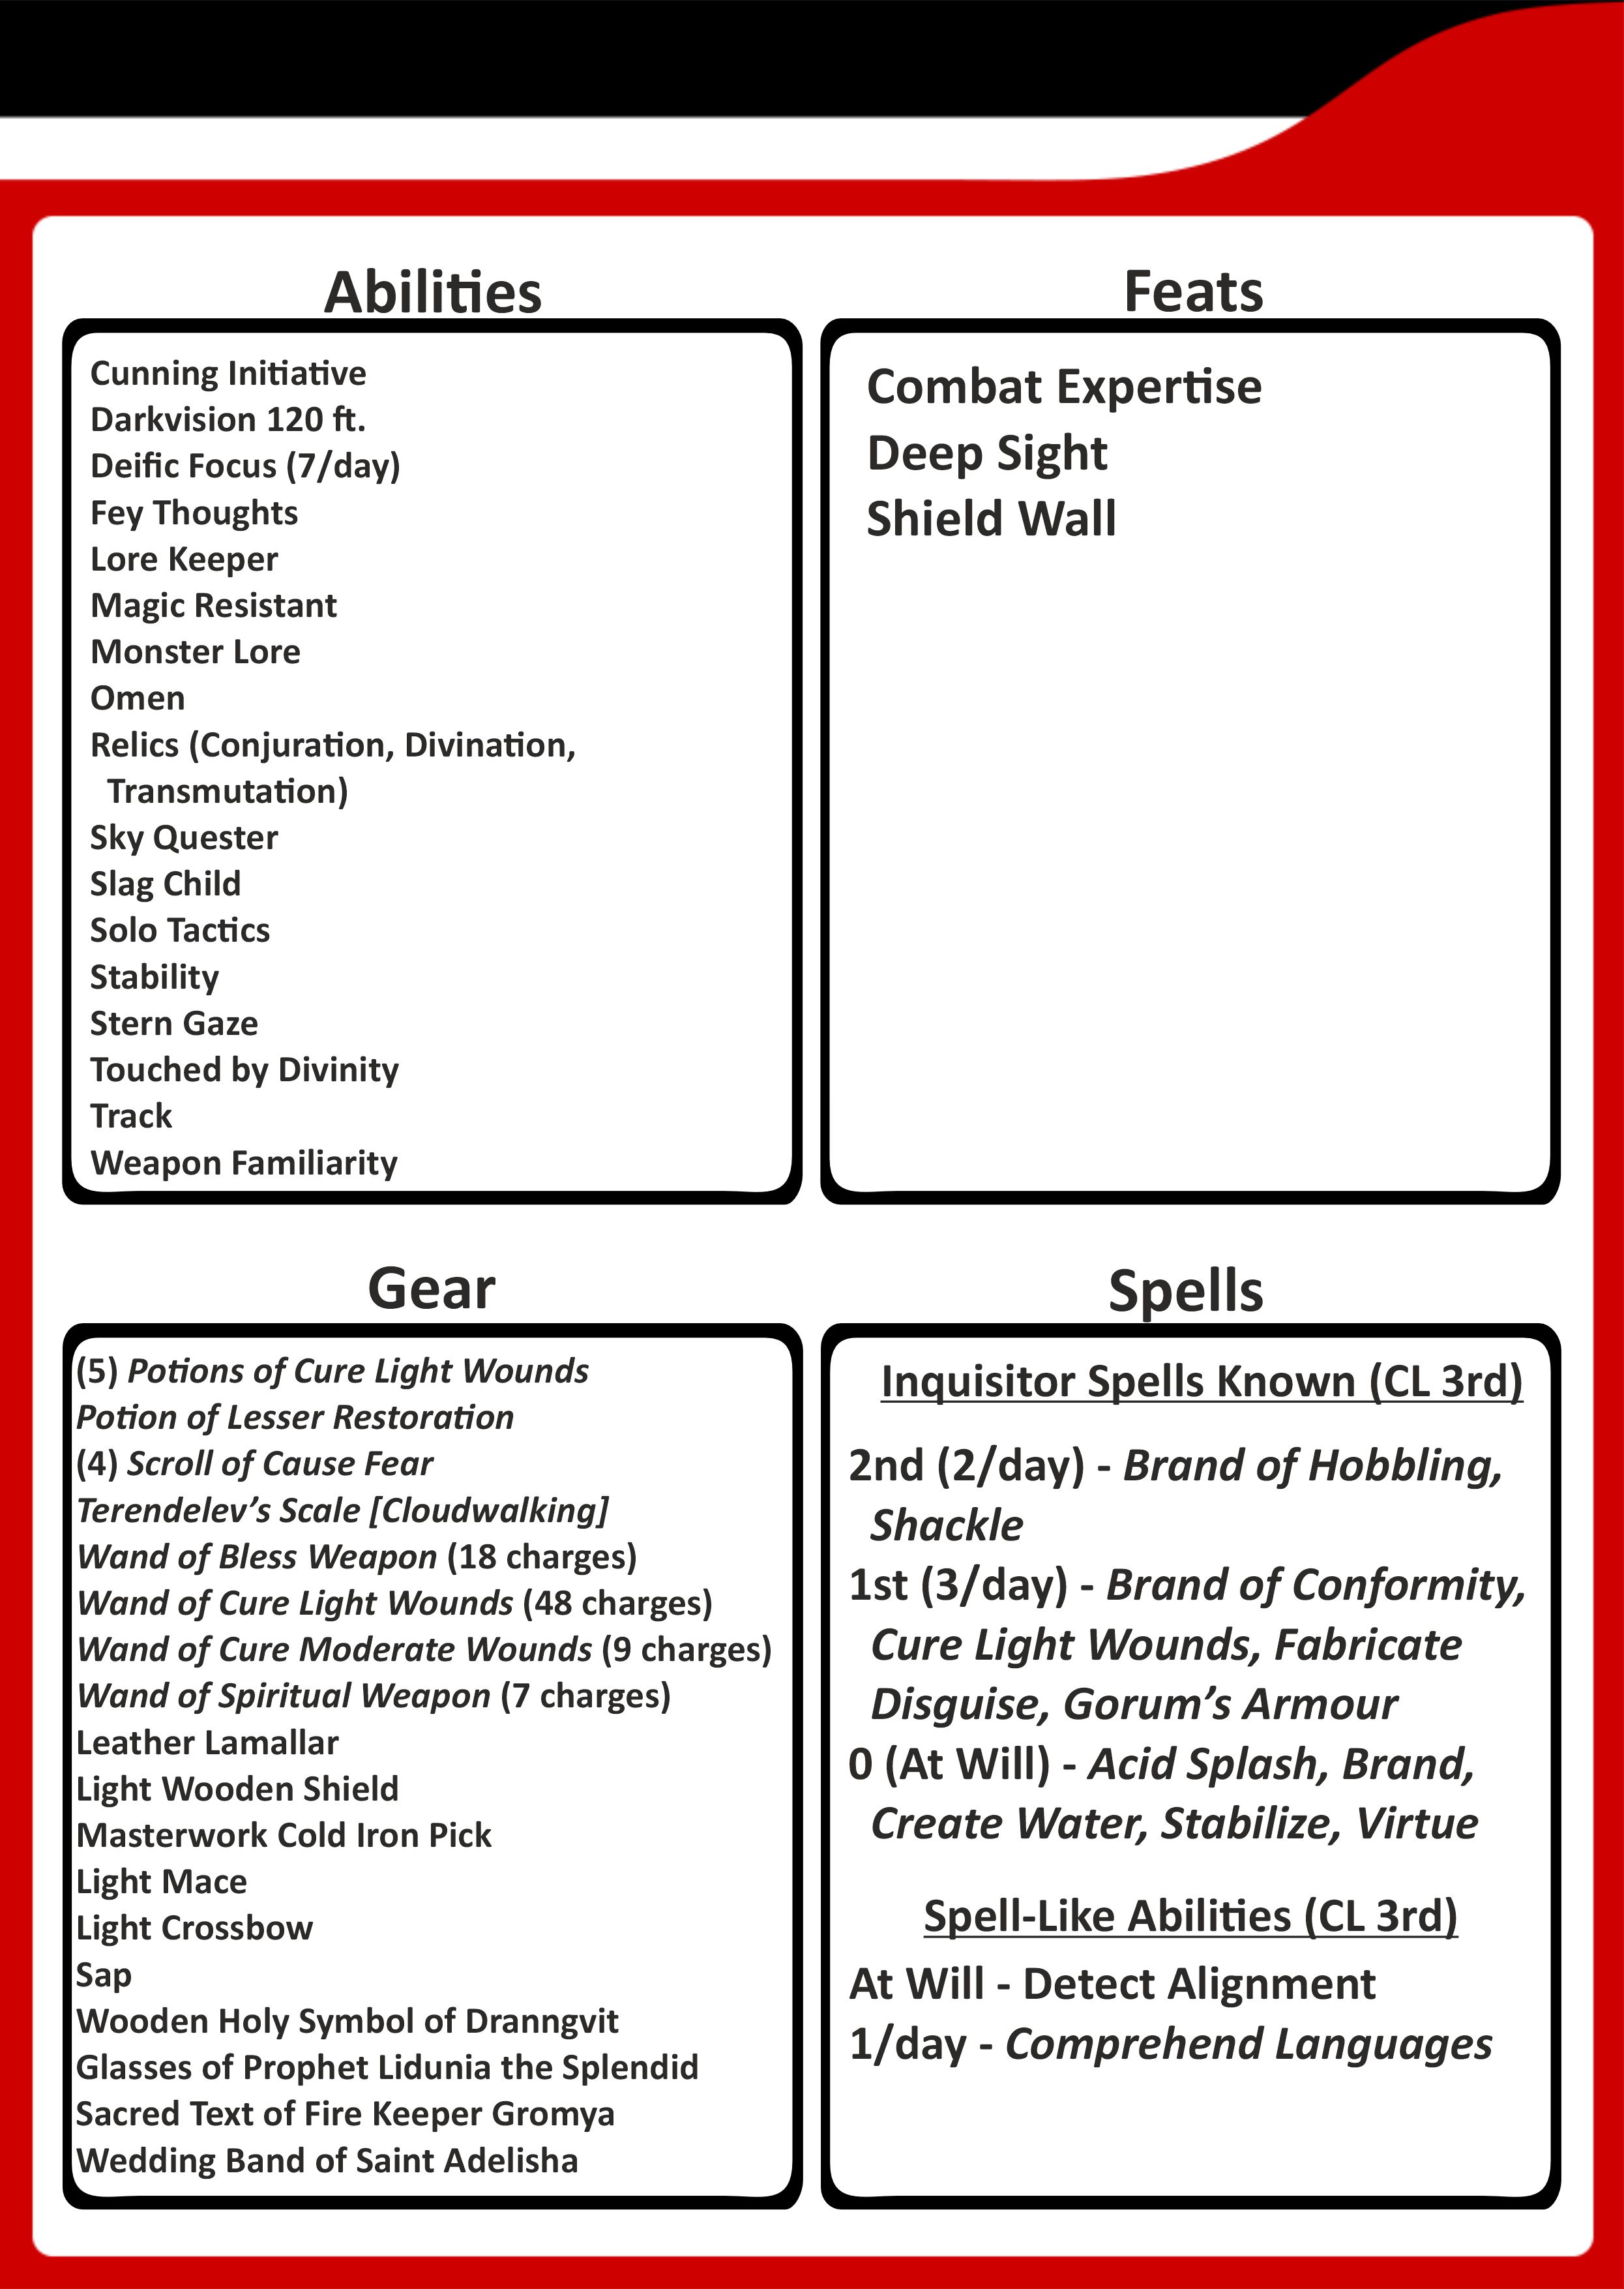 Abilities
Cunning Initiative
Darkvision 120 ft.
Deific Focus (7/day)
Fey Thoughts
Lore Keeper
Magic Resistant
Monster Lore
Omen
Relics (Conjuration, Divination,
Transmutation)
Sky Quester
Slag Child
Solo Tactics
Stability
Stern Gaze
Touched by Divinity
Track
Weapon Familiarity
Feats
Combat Expertise
Deep Sight
Shield Wall
Gear
(5) Potions of Cure Light Wounds
Potion of Lesser Restoration
(4) Scroll of Cause Fear
Terendelev’s Scale [Cloudwalking]
Wand of Bless Weapon (18 charges)
Wand of Cure Light Wounds (48 charges)
Wand of Cure Moderate Wounds (9 charges)
Wand of Spiritual Weapon (7 charges)
Leather Lamallar
Light Wooden Shield
Masterwork Cold Iron Pick
Light Mace
Light Crossbow
Sap
Wooden Holy Symbol of Dranngvit
Glasses of Prophet Lidunia the Splendid
Sacred Text of Fire Keeper Gromya
Wedding Band of Saint Adelisha
Spells
Inquisitor Spells Known (CL 3rd)
2nd (2/day) - Brand of Hobbling,
Shackle
1st (3/day) - Brand of Conformity,
Cure Light Wounds, Fabricate
Disguise, Gorum’s Armour
0 (At Will) - Acid Splash, Brand,
Create Water, Stabilize, Virtue
Spell-Like Abilities (CL 3rd)
At Will - Detect Alignment
1/day - Comprehend Languages